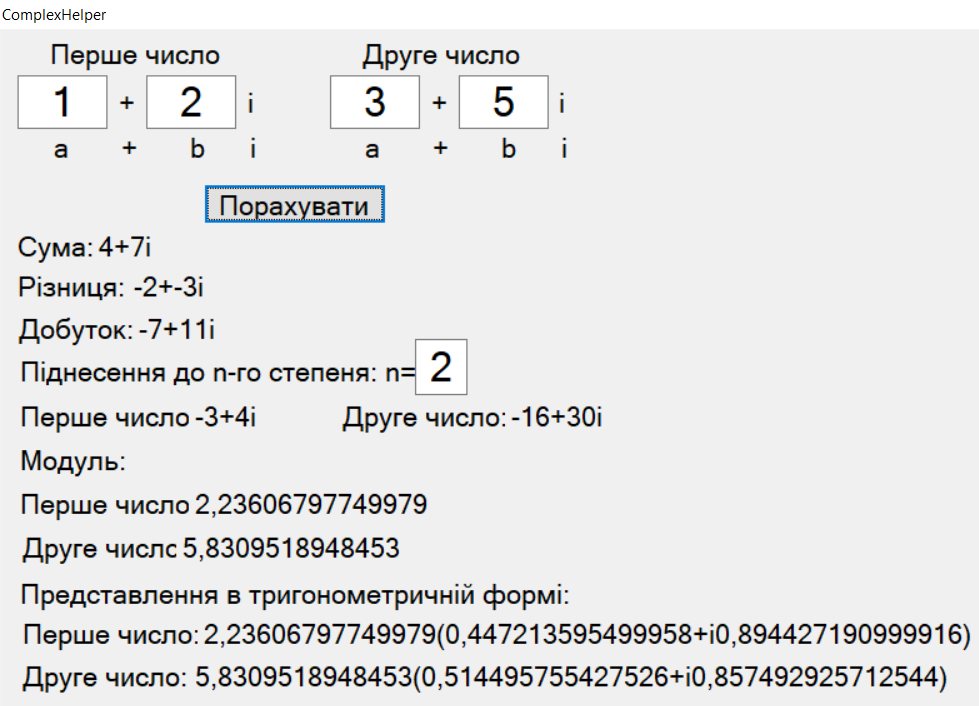 ComplexHelper
Перше число Друге число
1 + 2 i 3 + 5 i
a + b i a + b i
Порахувати
Сума: 4+7i
Різниця: -2+-3i
Добуток: -7+11i
Піднесення до n-го степеня: n= 2
Перше число -3+4i Друге число: -16+30i
Модуль:
Перше число 2,23606797749979
Друге число 5,8309518948453
Представлення в тригонометричній формі:
Перше число: 2,23606797749979(0,447213595499958+i0,894427190999916)
Друге число: 5,8309518948453(0,514495755427526+i0,857492925712544)